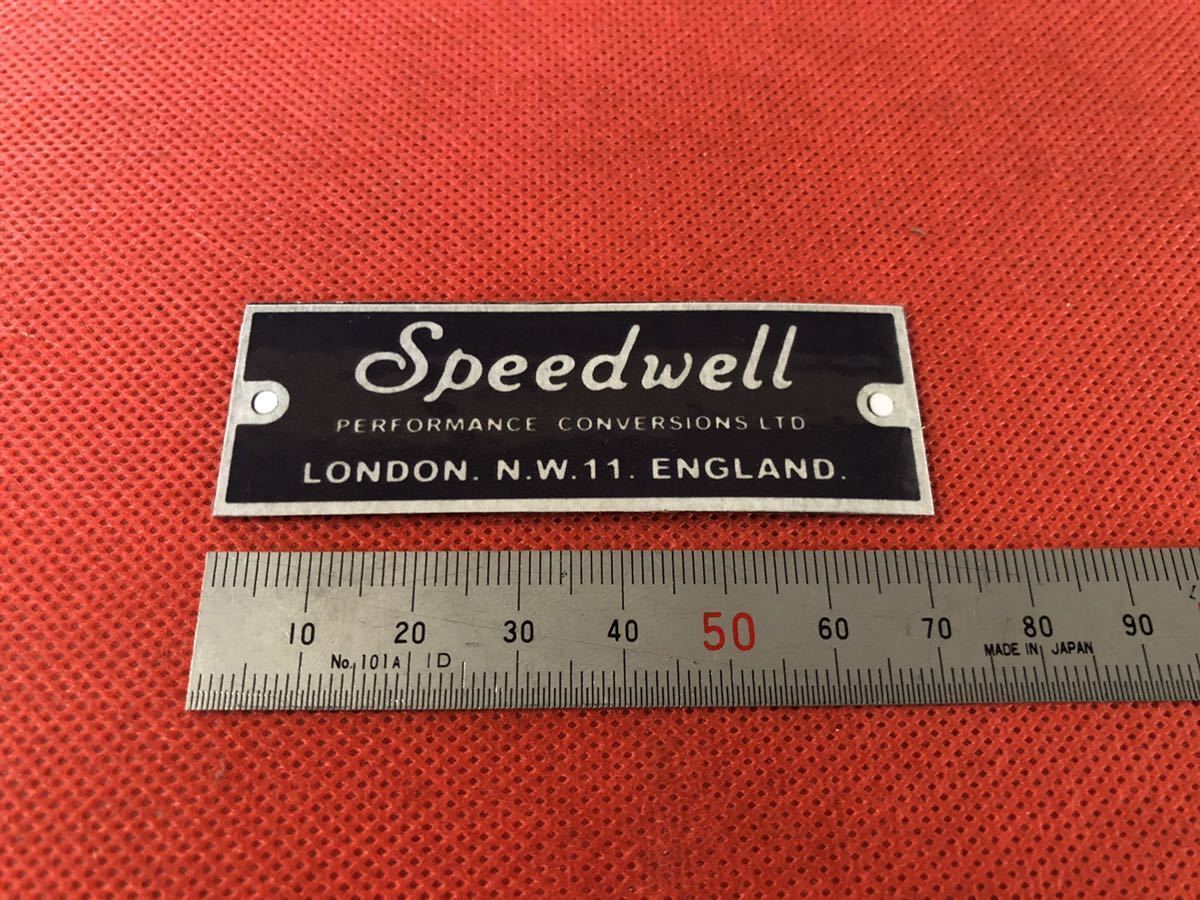 Speedwell
PERFORMANCE CONVERSIONS LTD
LONDON. N.W.11. ENGLAND.
10 20 30 40 50 60 70 80 90
No. 101A 1D MADE IN JAPAN